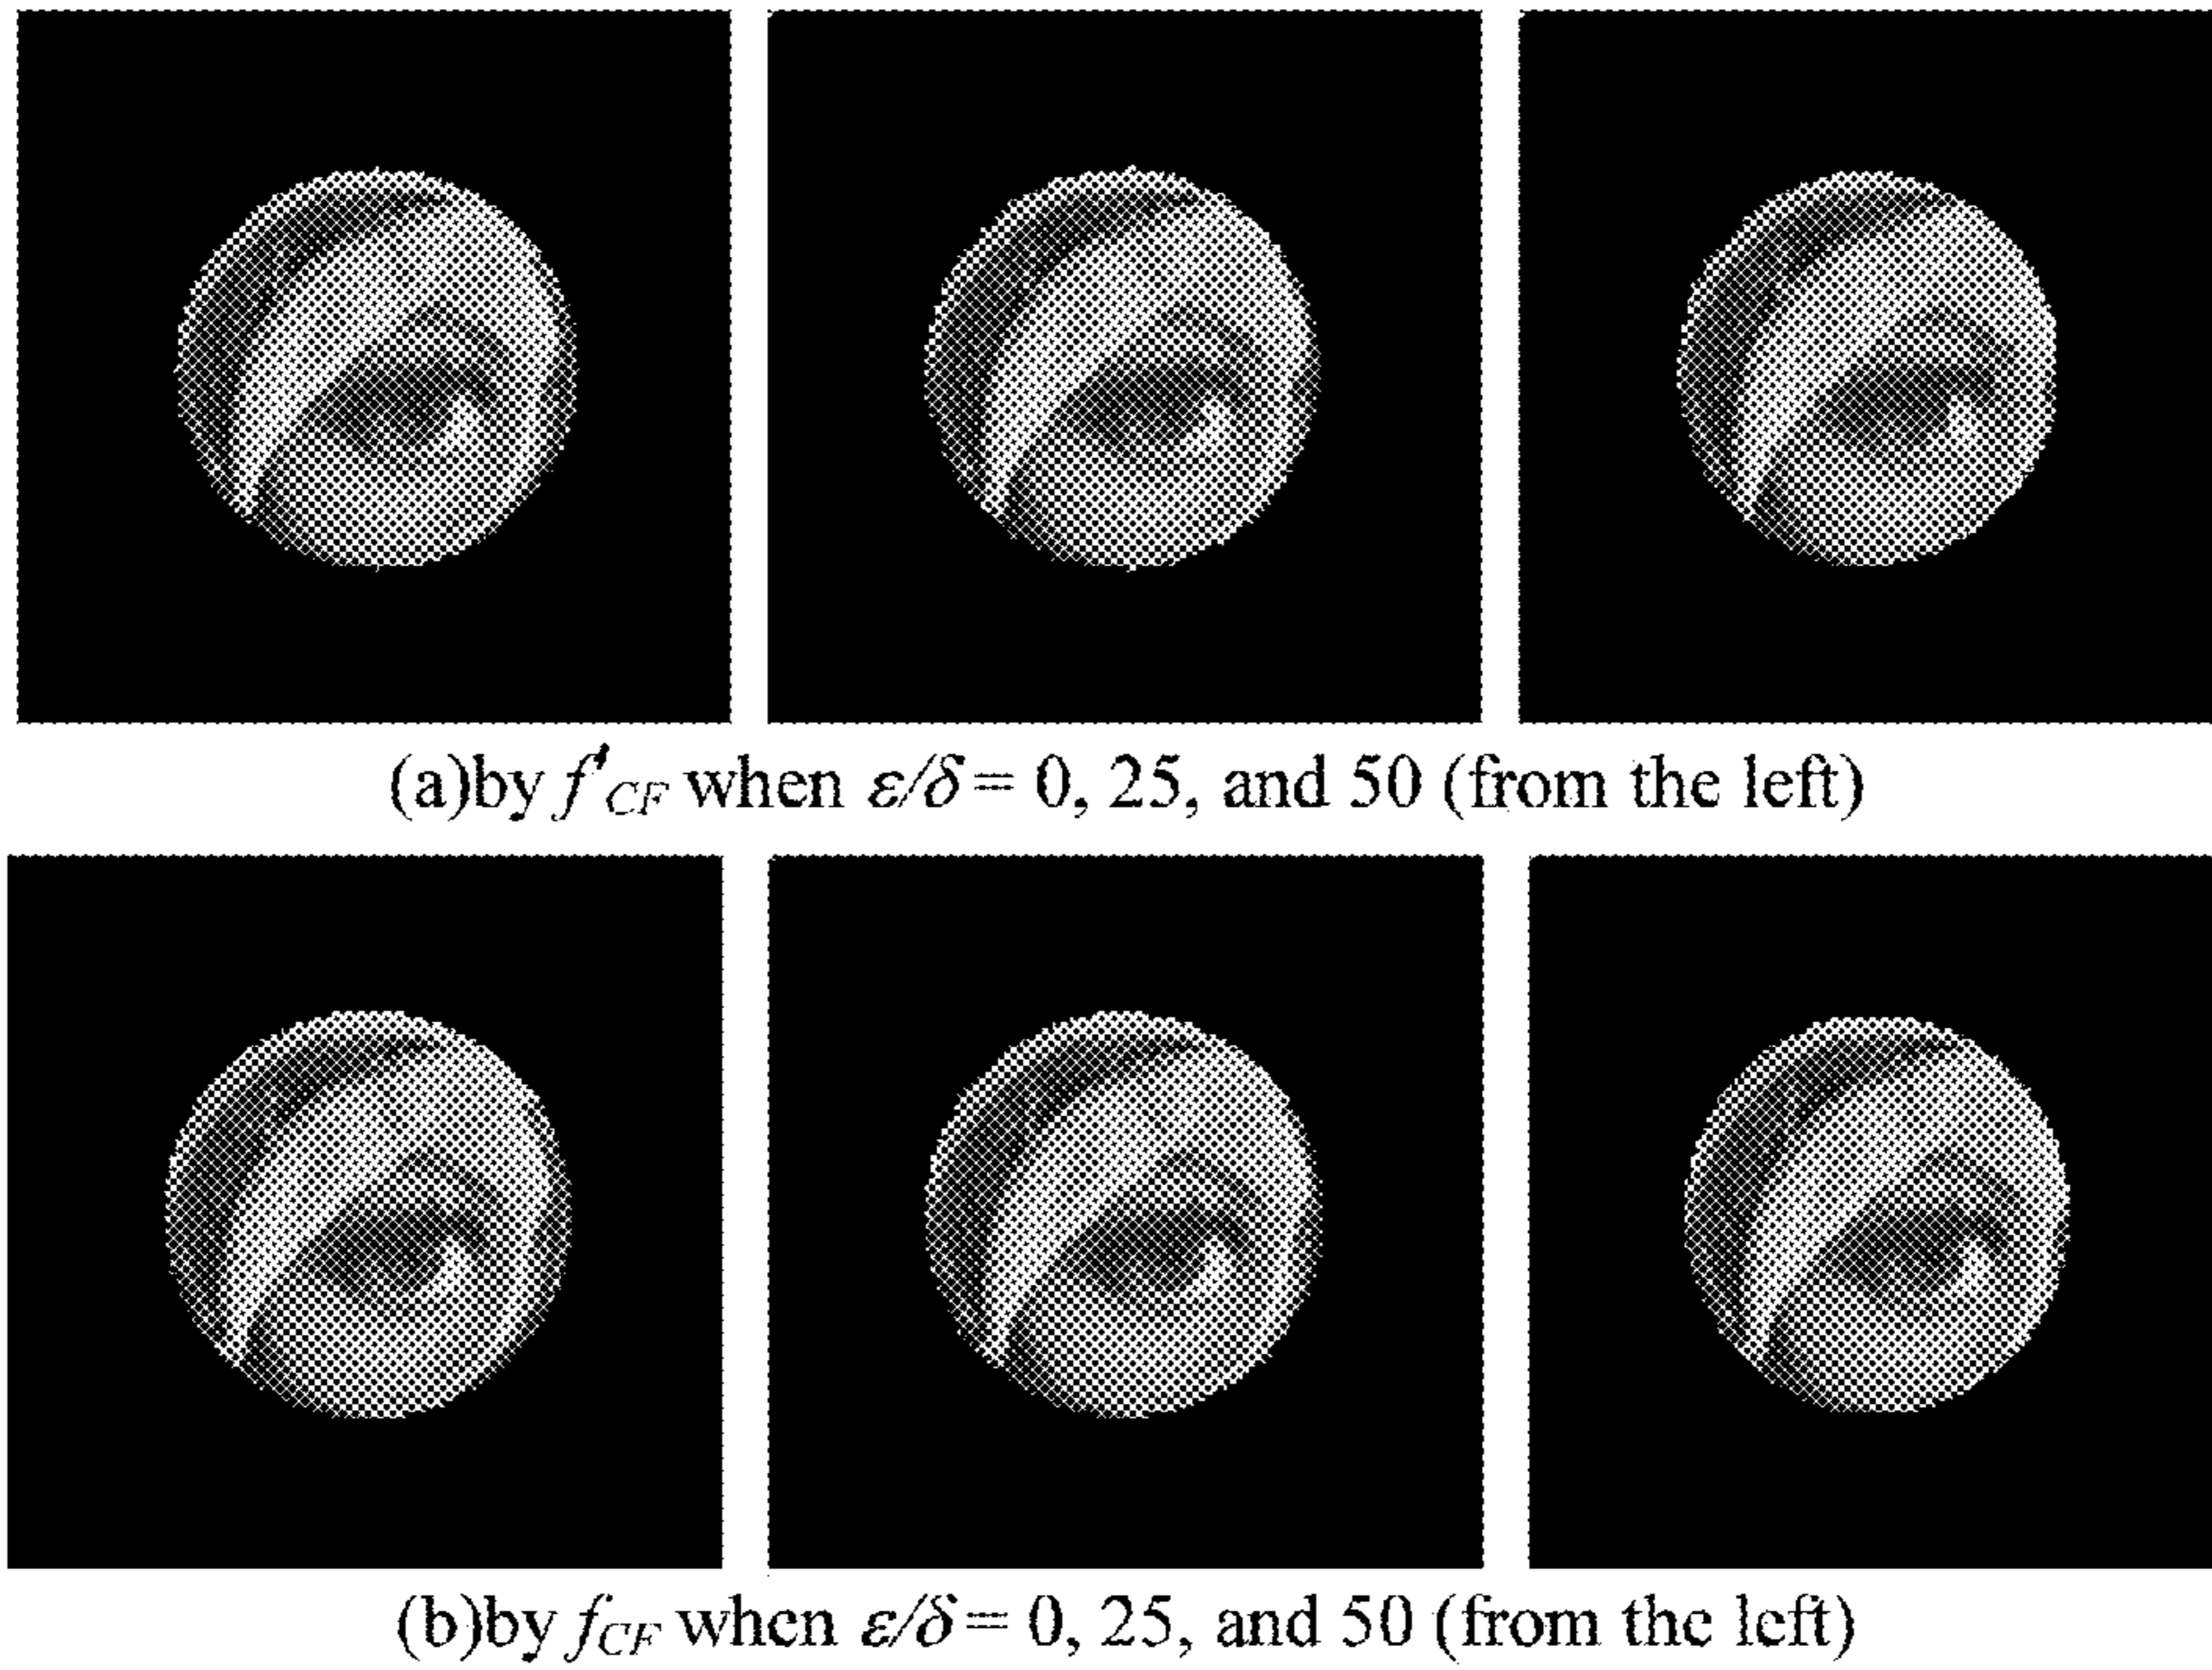 (a)by f'CF when ε/δ = 0, 25, and 50 (from the left)
(b)by fCF when ε/δ = 0, 25, and 50 (from the left)